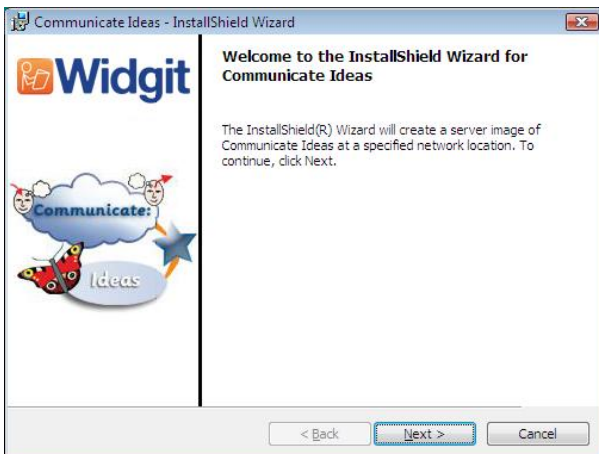 Communicate Ideas - InstallShield Wizard
Widgit
Communicate:
Ideas
Welcome to the InstallShield Wizard for
Communicate Ideas
The InstallShield(R) Wizard will create a server image of
Communicate Ideas at a specified network location. To
continue, click Next.
< Back
Next >
Cancel